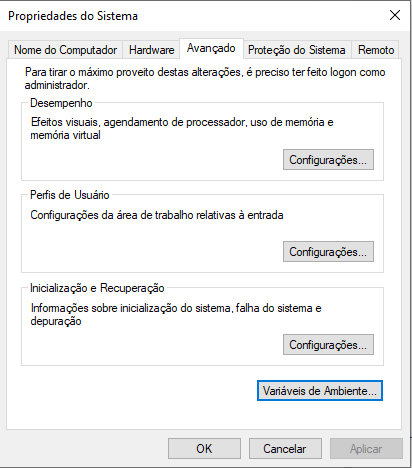 Propriedades do Sistema
Nome do Computador
Hardware
Avançado
Proteção do Sistema
Remoto
Para tirar o máximo proveito destas alterações, é preciso ter feito logon como
administrador.
Desempenho
Efeitos visuais, agendamento de processador, uso de memória e
memória virtual
Configurações...
Perfis de Usuário
Configurações da área de trabalho relativas à entrada
Configurações...
Inicialização e Recuperação
Informações sobre inicialização do sistema, falha do sistema e
depuração
Configurações...
Variáveis de Ambiente...
OK
Cancelar
Aplicar